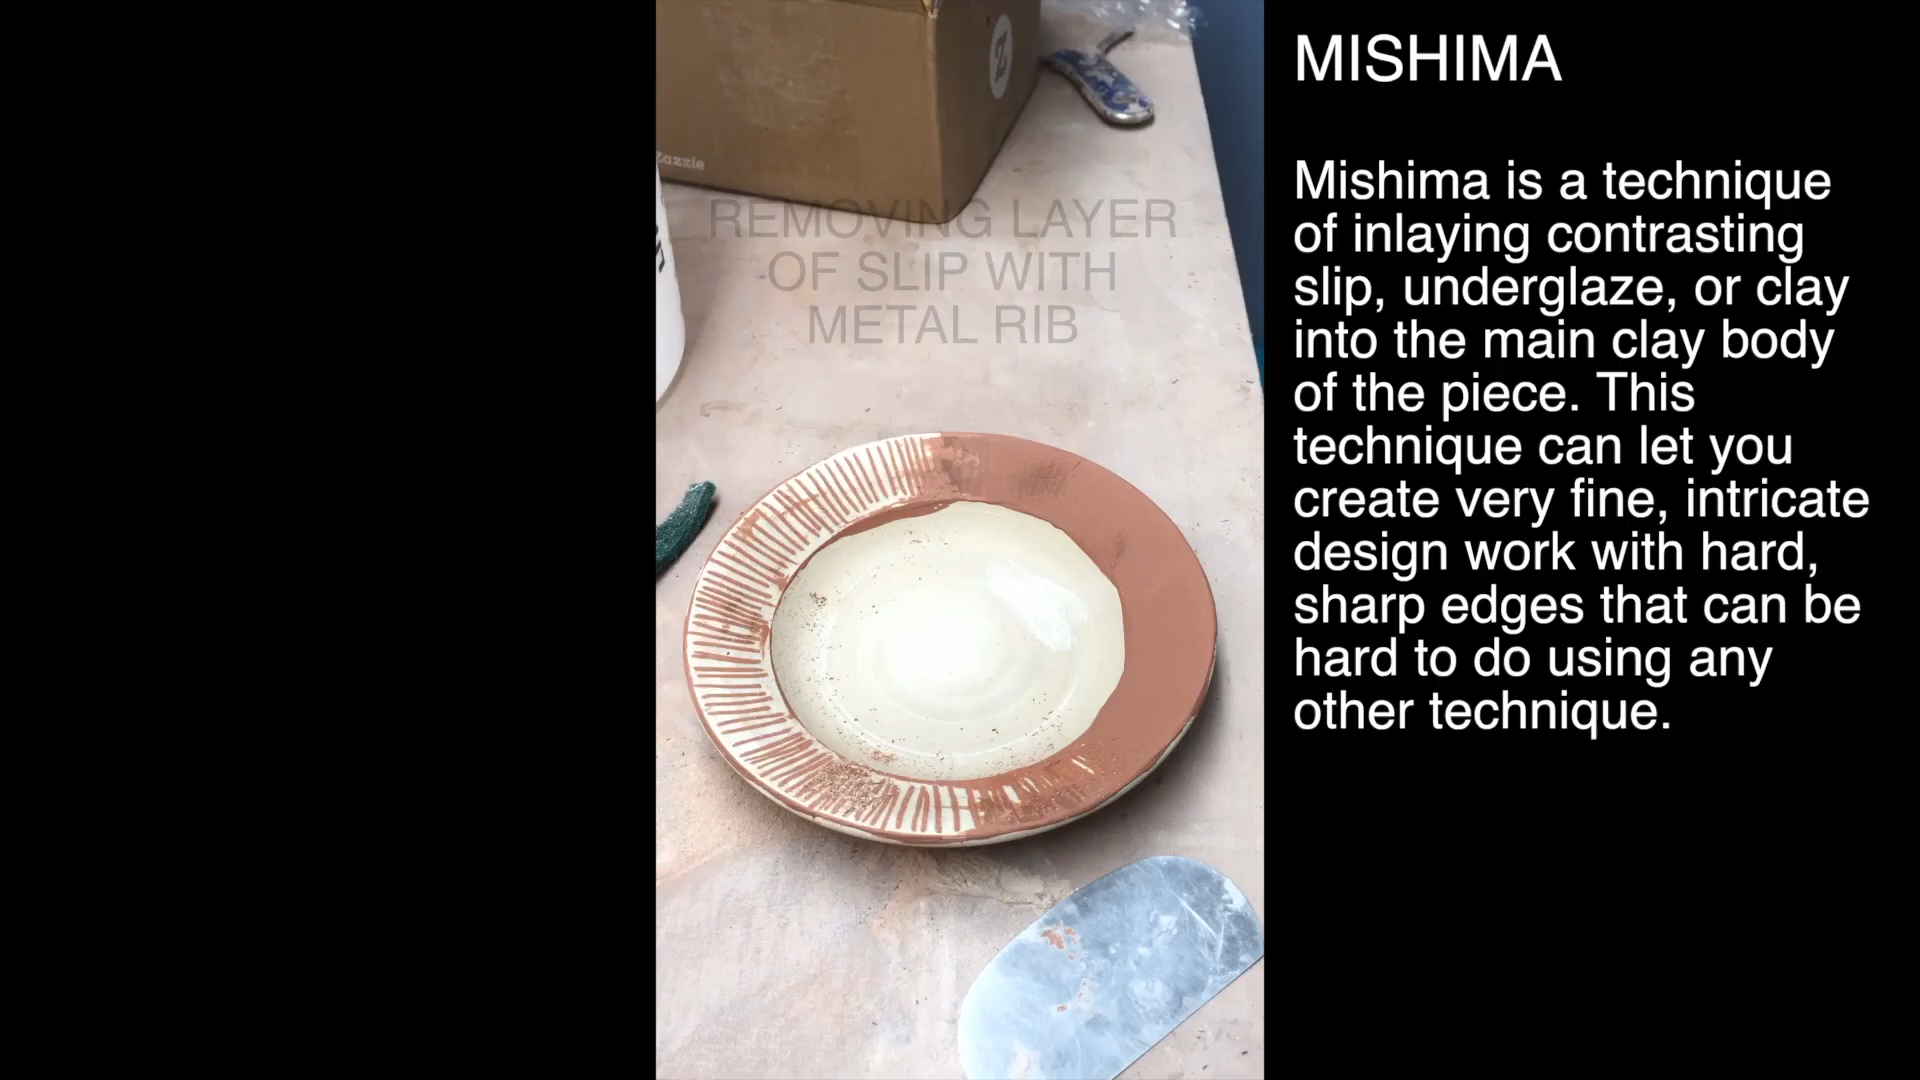 Z
Zazzle
REMOVING LAYER
OF SLIP WITH
METAL RIB
MISHIMA
Mishima is a technique
of inlaying contrasting
slip, underglaze, or clay
into the main clay body
of the piece. This
technique can let you
create very fine, intricate
design work with hard,
sharp edges that can be
hard to do using any
other technique.